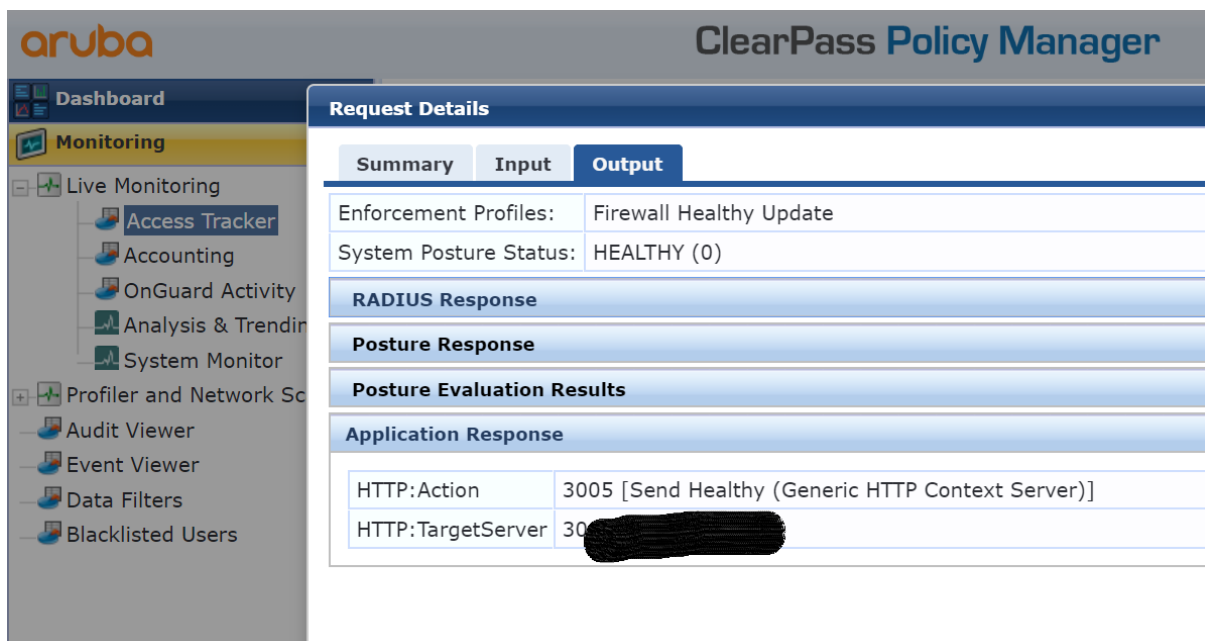 aruba
ClearPass Policy Manager
Dashboard
Monitoring
Live Monitoring
Access Tracker
Accounting
OnGuard Activity
Analysis & Trendin
System Monitor
Profiler and Network Sc
Audit Viewer
Event Viewer
Data Filters
Blacklisted Users
Request Details
Summary Input Output
Enforcement Profiles: Firewall Healthy Update
System Posture Status: HEALTHY (0)
RADIUS Response
Posture Response
Posture Evaluation Results
Application Response
HTTP:Action 3005 [Send Healthy (Generic HTTP Context Server)]
HTTP:TargetServer 30